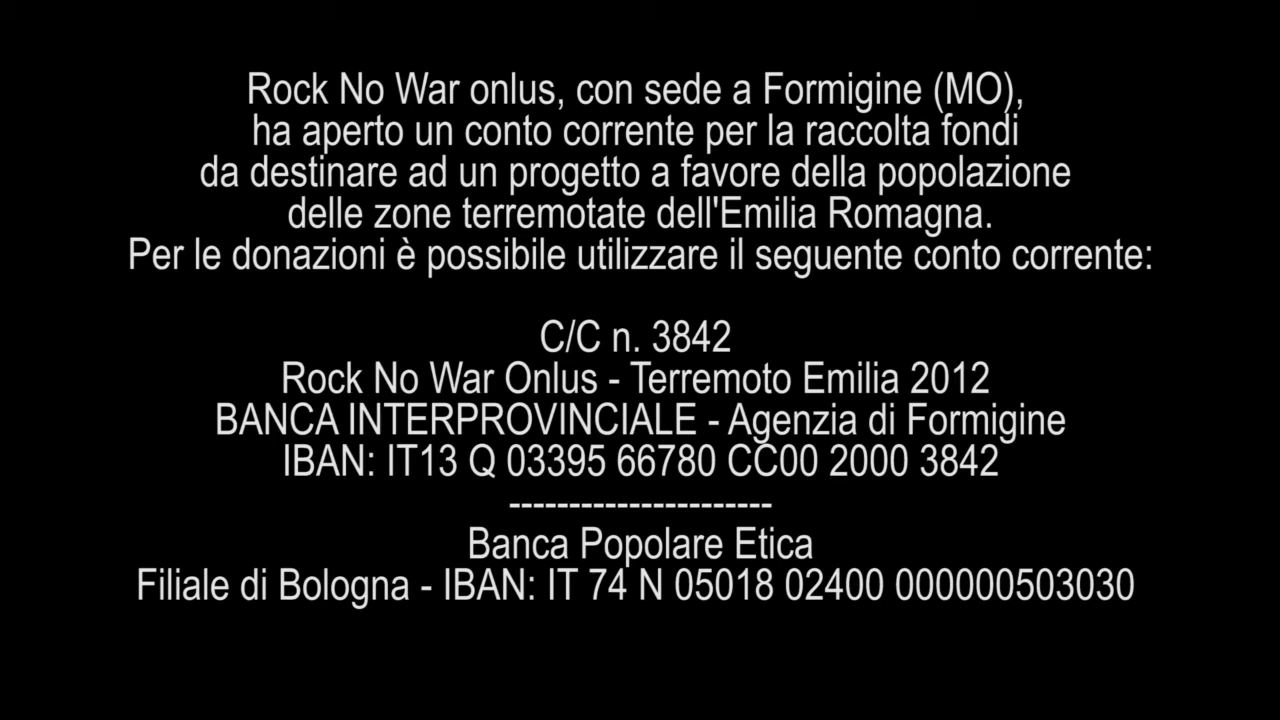 Rock No War onlus, con sede a Formigine (MO),
ha aperto un conto corrente per la raccolta fondi
da destinare ad un progetto a favore della popolazione
delle zone terremotate dell'Emilia Romagna.
Per le donazioni è possibile utilizzare il seguente conto corrente:
C/C n. 3842
Rock No War Onlus - Terremoto Emilia 2012
BANCA INTERPROVINCIALE - Agenzia di Formigine
IBAN: IT13 Q 03395 66780 CC00 2000 3842
----------------------
Banca Popolare Etica
Filiale di Bologna - IBAN: IT 74 N 05018 02400 000000503030